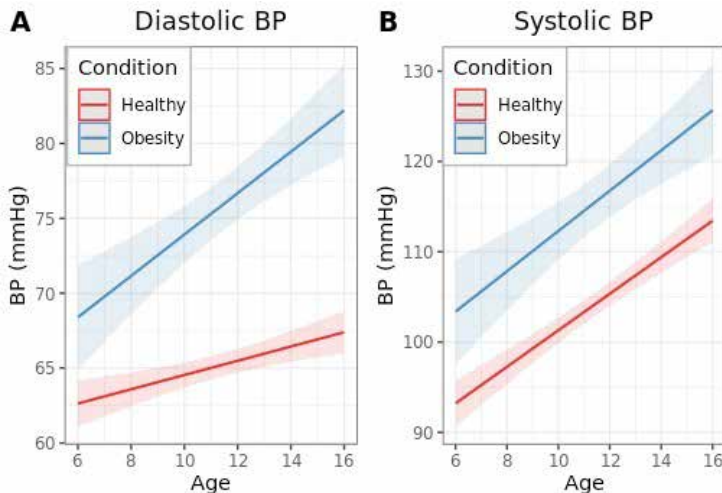 A Diastolic BP
Condition
Healthy
Obesity
85
80
75
70
65
60
BP (mmHg)
6 8 10 12 14 16
Age
B Systolic BP
Condition
Healthy
Obesity
130
120
110
100
90
BP (mmHg)
6 8 10 12 14 16
Age